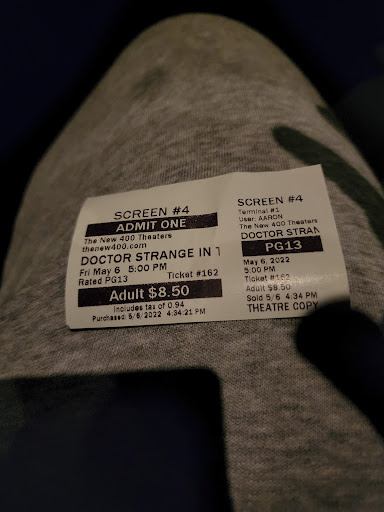 SCREEN #4
ADMIT ONE
The New 400 Theaters
thenew400.com
DOCTOR STRANGE IN
Fri May 6 5:00 PM
Rated PG13 Ticket #162
Adult $8.50
Includes tax of 0.94
Purchased: 5/6/2022 4:34:21 PM
SCREEN #4
Terminal #1
User: AARON
The New 400 Theaters
DOCTOR STRAN
PG13
May 6, 2022
5:00 PM
Ticket #162
Adult $8.50
Sold 5/6 4:34 PM
THEATRE COPY